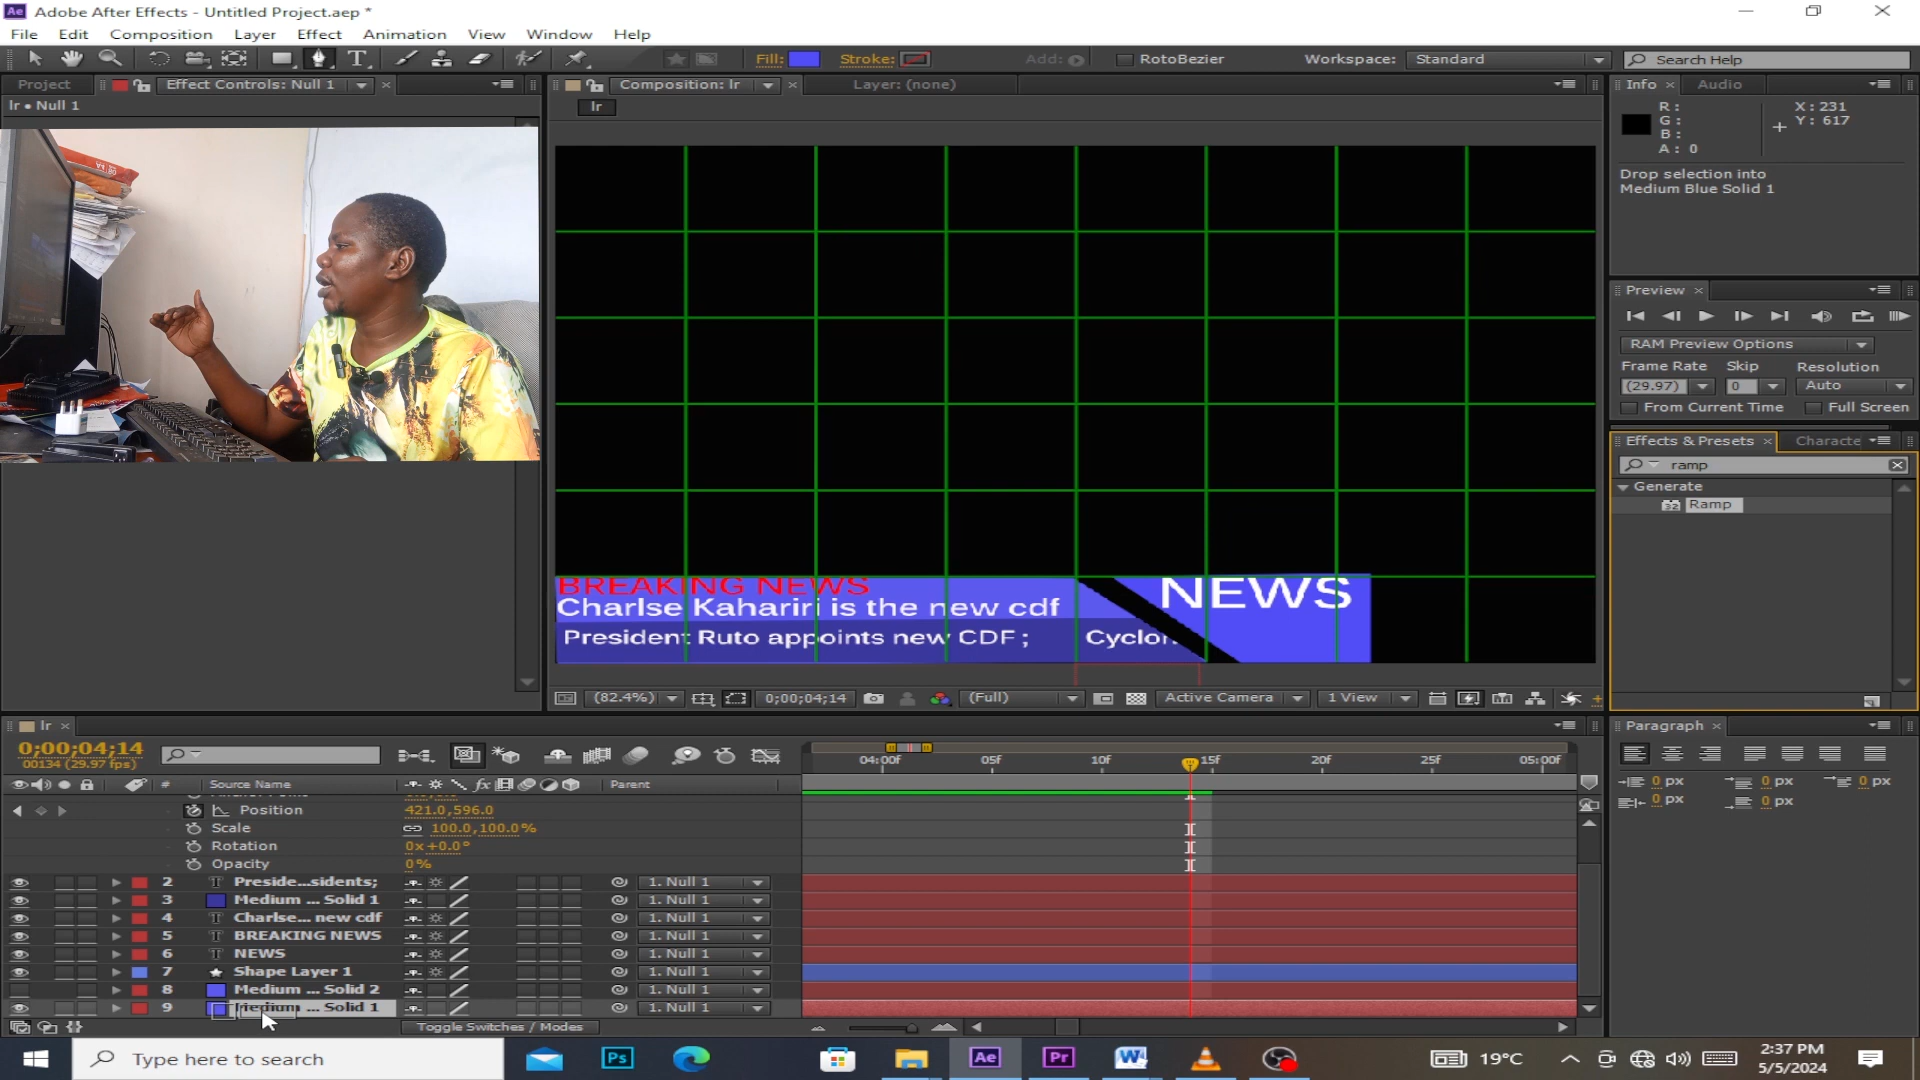 Adobe After Effects - Untitled Project.aep *
File Edit Composition Layer Effect Animation View Window Help
Fill: Stroke: Add: RotoBezier Workspace: Standard Search Help
Project Effect Controls: Null 1 Composition: lr Layer: (none) Info Audio
lr • Null 1
lr
R:
G:
B:
A: 0
X: 231
Y: 617
Drop selection into
Medium Blue Solid 1
Preview
RAM Preview Options
Frame Rate Skip Resolution
(29.97) 0 Auto
From Current Time Full Screen
Effects & Presets Characte
ramp
Generate
32 Ramp
BREAKING NEWS
Charlse Kahariri is the new cdf
President Ruto appoints new CDF;
Cyclon
NEWS
(82.4%) 0;00;04;14 (Full) Active Camera 1 View
lr
0;00;04;14
00134 (29.97 fps)
04:00f 05f 10f 15f 20f 25f 05:00f
# Source Name fx Parent
Position 421.0,596.0
Scale 100.0,100.0%
Rotation 0x+0.0°
Opacity 0%
2 T Preside...sidents; 1. Null 1
3 Medium ... Solid 1 1. Null 1
4 T Charlse... new cdf 1. Null 1
5 T BREAKING NEWS 1. Null 1
6 T NEWS 1. Null 1
7 Shape Layer 1 1. Null 1
8 Medium ... Solid 2 1. Null 1
9 Medium ... Solid 1 1. Null 1
Toggle Switches / Modes
Paragraph
0 px 0 px 0 px
0 px 0 px
Type here to search
Ps Ae Pr W
19°C
2:37 PM
5/5/2024